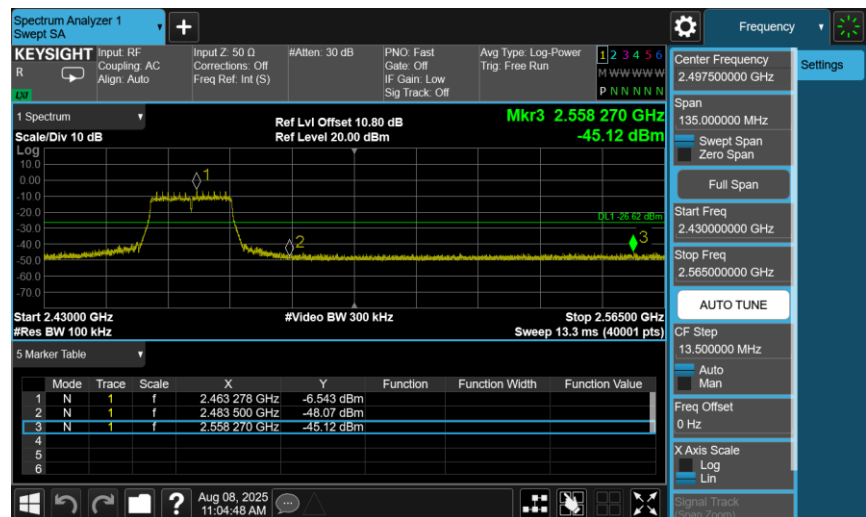 Spectrum Analyzer 1
Swept SA
+
Frequency
KEYSIGHT
R
LXI
Input: RF
Coupling: AC
Align: Auto
Input Z: 50 Ω
Corrections: Off
Freq Ref: Int (S)
#Atten: 30 dB
PNO: Fast
Gate: Off
IF Gain: Low
Sig Track: Off
Avg Type: Log-Power
Trig: Free Run
1 2 3 4 5 6
M W W W W W
P N N N N N
1 Spectrum
Scale/Div 10 dB
Ref Lvl Offset 10.80 dB
Ref Level 20.00 dBm
Mkr3 2.558 270 GHz
-45.12 dBm
Log
10.0
0.00
-10.0
-20.0
-30.0
-40.0
-50.0
-60.0
-70.0
1
2
3
DL1 -26.62 dBm
Start 2.43000 GHz
#Res BW 100 kHz
#Video BW 300 kHz
Stop 2.56500 GHz
Sweep 13.3 ms (40001 pts)
5 Marker Table
Mode Trace Scale X Y Function Function Width Function Value
1 N 1 f 2.463 278 GHz -6.543 dBm
2 N 1 f 2.483 500 GHz -48.07 dBm
3 N 1 f 2.558 270 GHz -45.12 dBm
4
5
6
?
Aug 08, 2025
11:04:48 AM
Center Frequency
2.497500000 GHz
Settings
Span
135.000000 MHz
Swept Span
Zero Span
Full Span
Start Freq
2.430000000 GHz
Stop Freq
2.565000000 GHz
AUTO TUNE
CF Step
13.500000 MHz
Auto
Man
Freq Offset
0 Hz
X Axis Scale
Log
Lin
Signal Track
(Span Zoom)